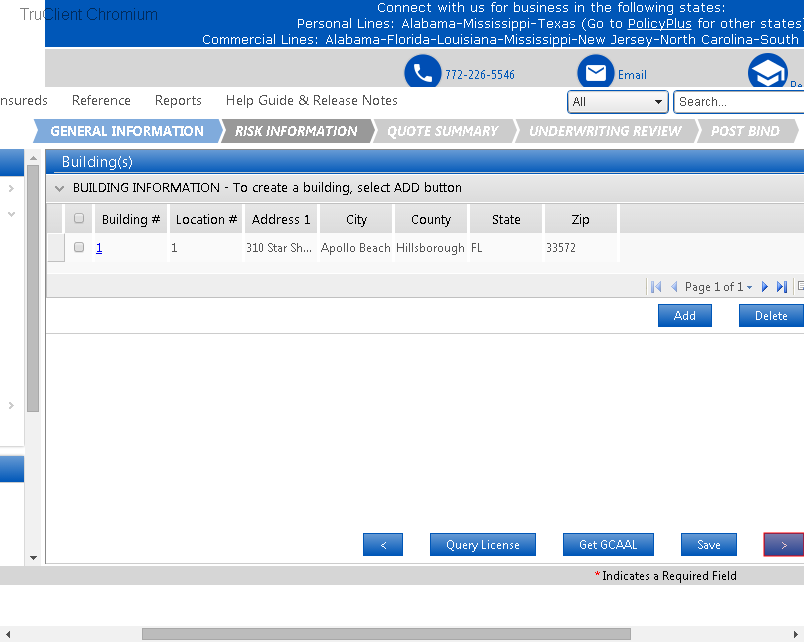 TruClient Chromium
Connect with us for business in the following states:
Personal Lines: Alabama-Mississippi-Texas (Go to PolicyPlus for other states)
Commercial Lines: Alabama-Florida-Louisiana-Mississippi-New Jersey-North Carolina-South
772-226-5546
Email
nsureds Reference Reports Help Guide & Release Notes
All
Search...
GENERAL INFORMATION RISK INFORMATION QUOTE SUMMARY UNDERWRITING REVIEW POST BIND
Building(s)
BUILDING INFORMATION - To create a building, select ADD button
Building # Location # Address 1 City County State Zip
1 1 310 Star Sh... Apollo Beach Hillsborough FL 33572
Page 1 of 1
Add Delete
< Query License Get GCAAL Save >
* Indicates a Required Field